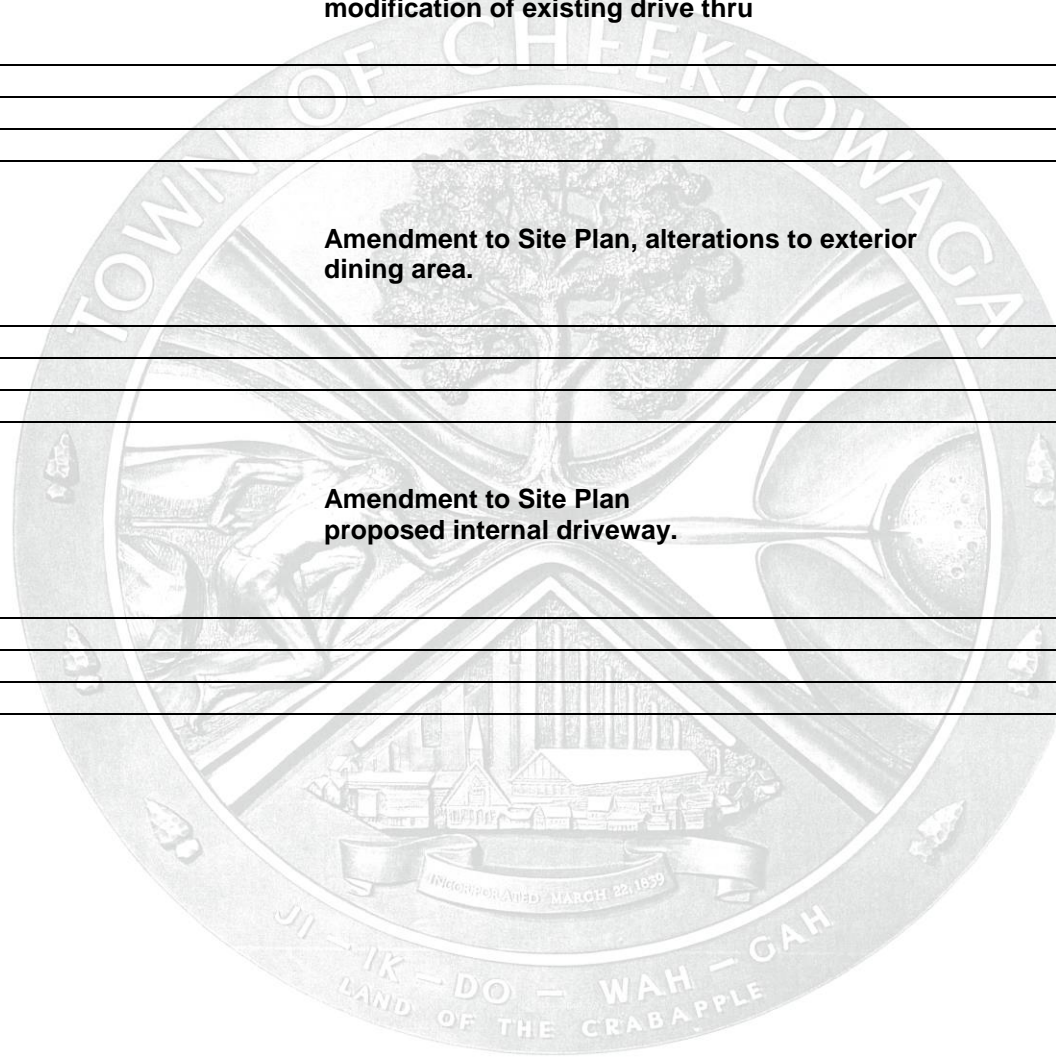 modification of existing drive thru
TOWN OF CHEEKTOWAGA
Amendment to Site Plan, alterations to exterior
dining area.
Amendment to Site Plan
proposed internal driveway.
INCORPORATED MARCH 22, 1839
JI – IK – DO – WAH – GAH
LAND OF THE CRABAPPLE